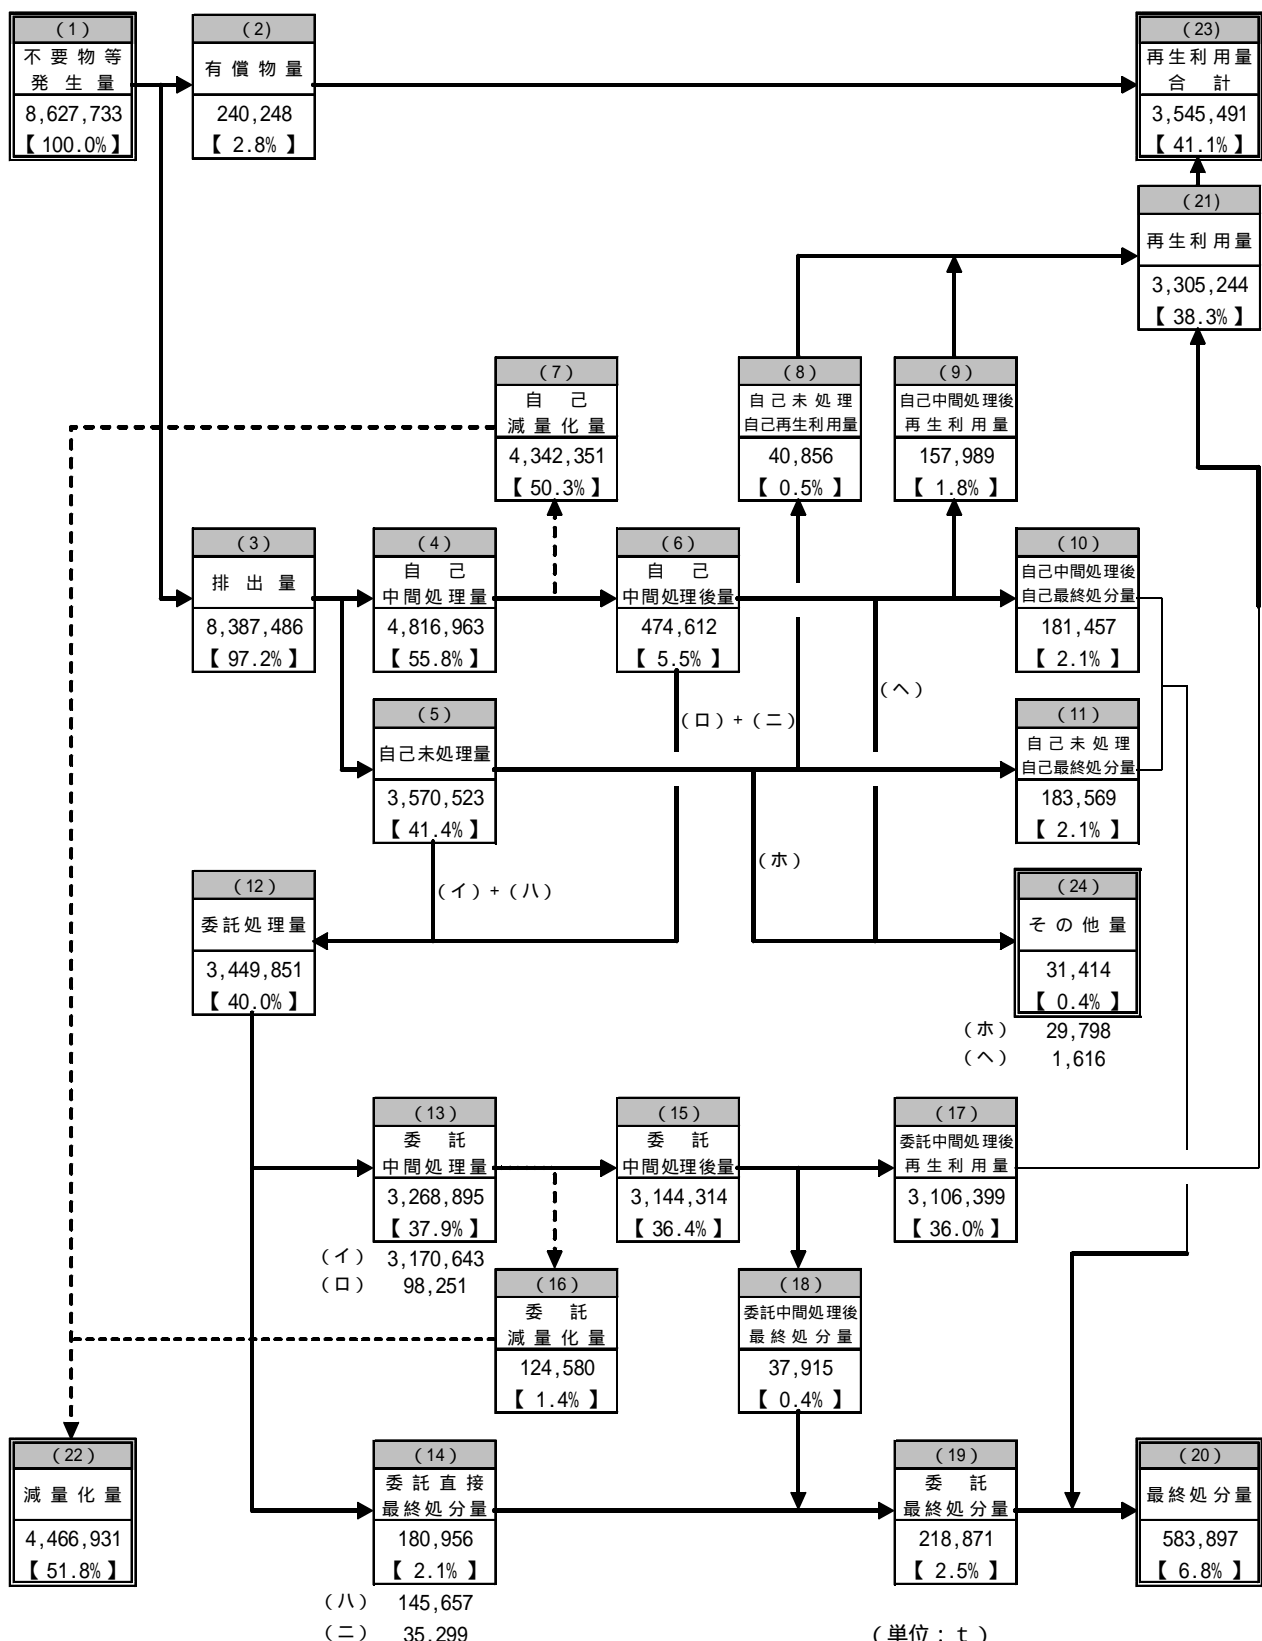 (1)
不要物等
発生量
8,627,733
【100.0%】
(2)
有償物量
240,248
【2.8%】
(23)
再生利用量
合計
3,545,491
【41.1%】
(21)
再生利用量
3,305,244
【38.3%】
(7)
自己
減量化量
4,342,351
【50.3%】
(8)
自己未処理
自己再生利用量
40,856
【0.5%】
(9)
自己中間処理後
再生利用量
157,989
【1.8%】
(3)
排出量
8,387,486
【97.2%】
(4)
自己
中間処理量
4,816,963
【55.8%】
(6)
自己
中間処理後量
474,612
【5.5%】
(10)
自己中間処理後
自己最終処分量
181,457
【2.1%】
(ヘ)
(ロ)+(ニ)
(5)
自己未処理量
3,570,523
【41.4%】
(11)
自己未処理
自己最終処分量
183,569
【2.1%】
(ホ)
(イ)+(ハ)
(12)
委託処理量
3,449,851
【40.0%】
(24)
その他量
31,414
【0.4%】
(ホ) 29,798
(ヘ) 1,616
(13)
委託
中間処理量
3,268,895
【37.9%】
(イ) 3,170,643
(ロ) 98,251
(15)
委託
中間処理後量
3,144,314
【36.4%】
(17)
委託中間処理後
再生利用量
3,106,399
【36.0%】
(16)
委託
減量化量
124,580
【1.4%】
(18)
委託中間処理後
最終処分量
37,915
【0.4%】
(22)
減量化量
4,466,931
【51.8%】
(14)
委託直接
最終処分量
180,956
【2.1%】
(ハ) 145,657
(ニ) 35,299
(19)
委託
最終処分量
218,871
【2.5%】
(20)
最終処分量
583,897
【6.8%】
(単位:t)